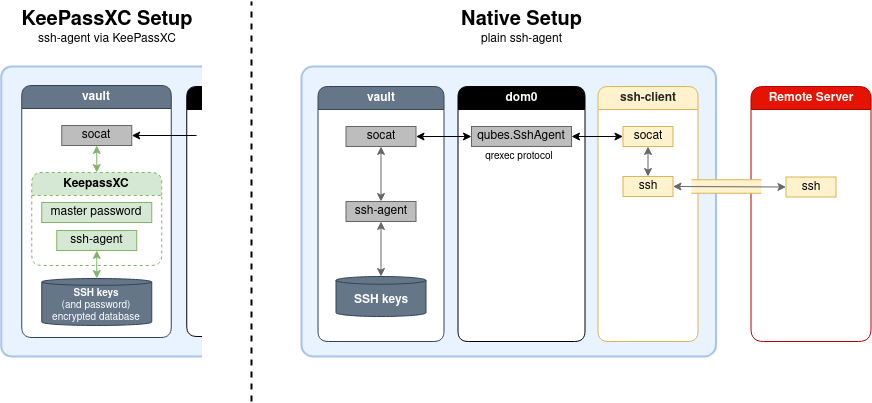 KeePassXC Setup
ssh-agent via KeePassXC
vault
socat
KeepassXC
master password
ssh-agent
SSH keys
(and password)
encrypted database
Native Setup
plain ssh-agent
vault
socat
ssh-agent
SSH keys
dom0
qubes.SshAgent
qrexec protocol
ssh-client
socat
ssh
Remote Server
ssh